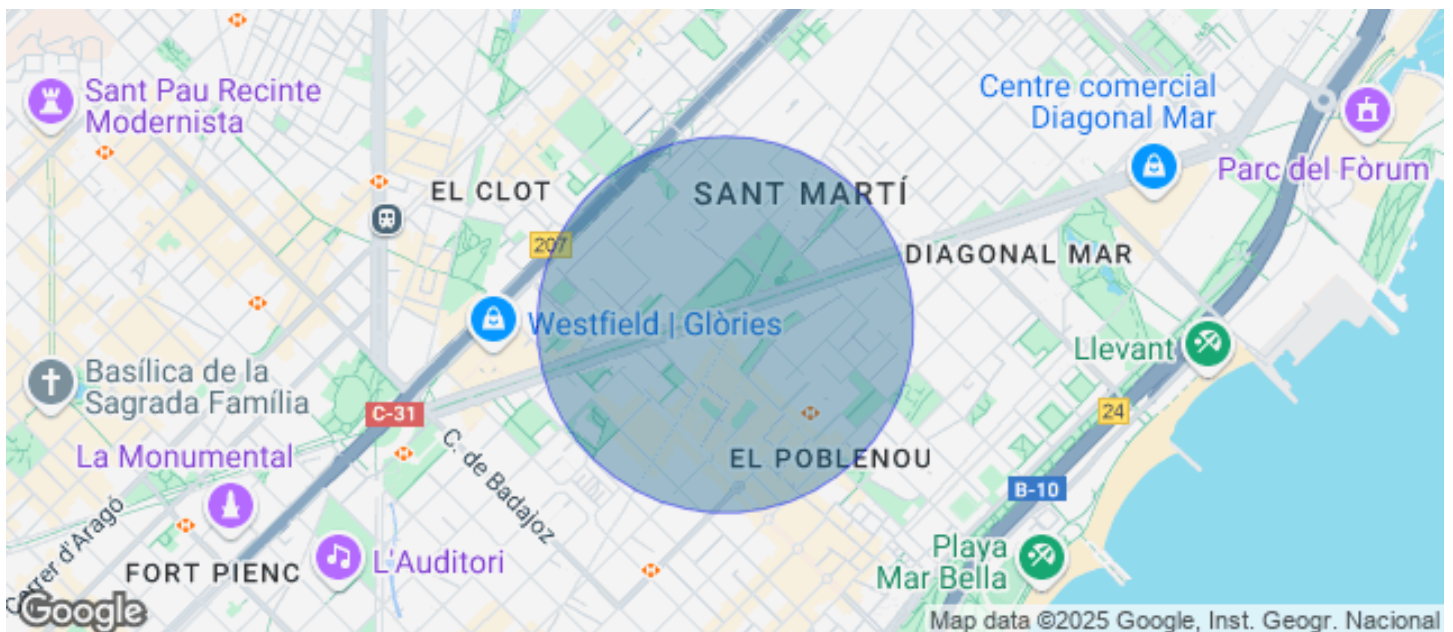 Sant Pau Recinte
Modernista
Centre comercial
Diagonal Mar
Parc del Fòrum
EL CLOT
SANT MARTÍ
207
DIAGONAL MAR
Westfield | Glòries
Llevant
Basílica de la
Sagrada Família
C-31
24
La Monumental
C. de Badajoz
EL POBLENOU
B-10
Carrer d'Aragó
L'Auditori
Playa
Mar Bella
FORT PIENC
Google
Map data ©2025 Google, Inst. Geogr. Nacional